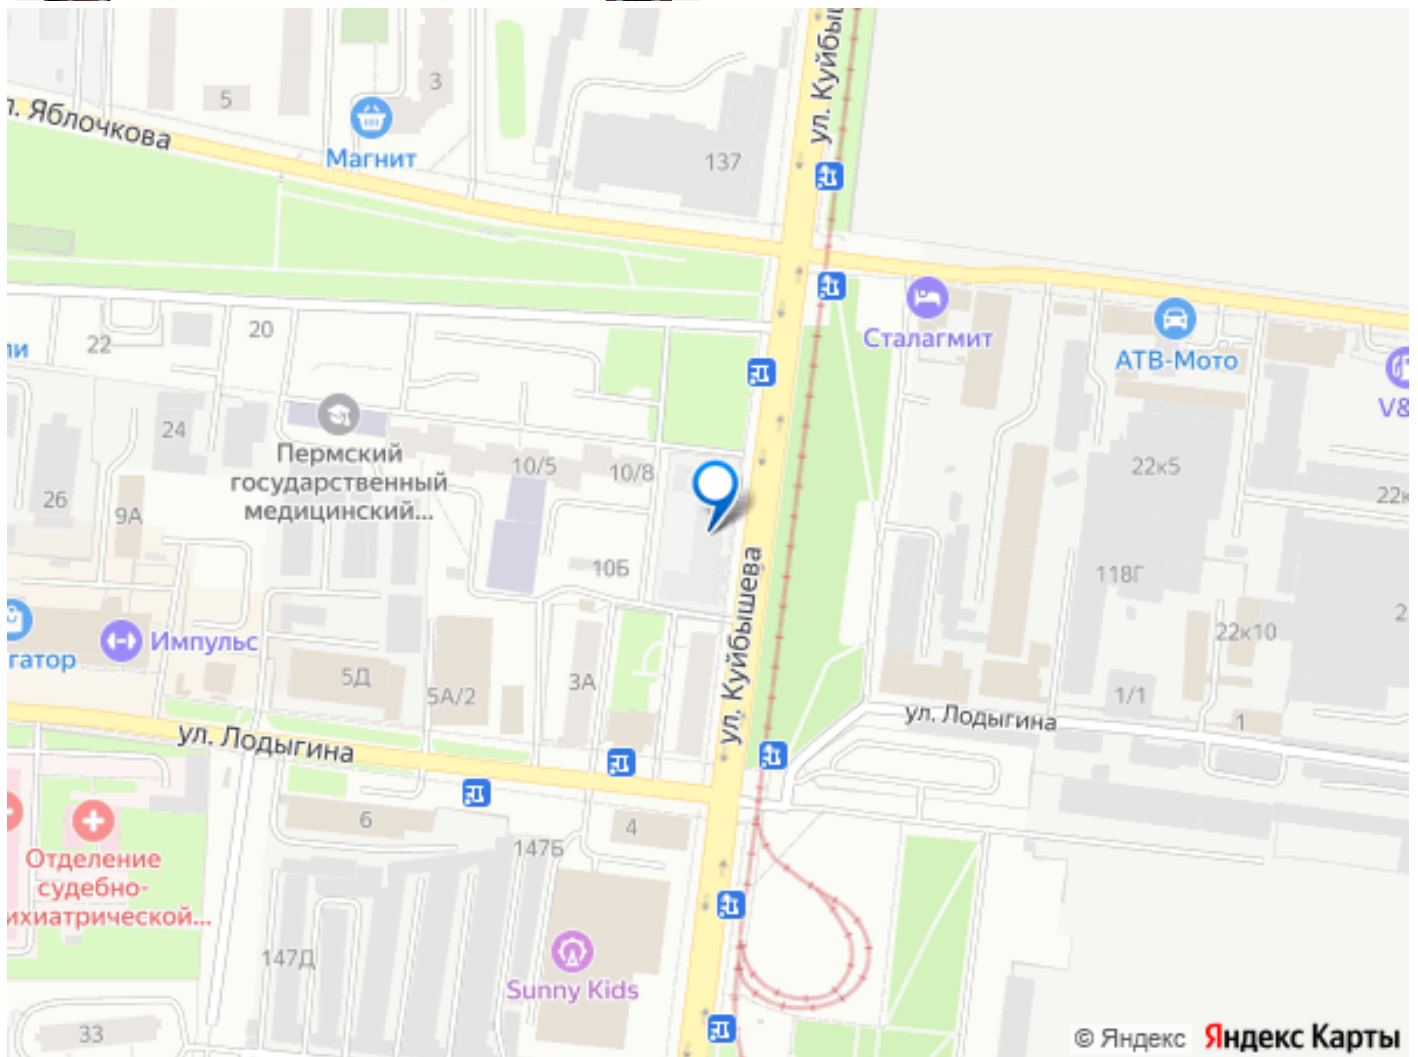 ул. Куйбы
3
5
л. Яблочкова
Магнит
137
Сталагмит
20
22
ли
АТВ-Мото
V&
24
Пермский
государственный
медицинский...
10/5
10/8
22к5
22к
26
9А
10Б
118Г
ул. Куйбышева
22к10
2
Импульс
гатор
5Д
5А/2
3А
1/1
1
ул. Лодыгина
ул. Лодыгина
6
4
147Б
Отделение
судебно-
ихиатрической...
147Д
Sunny Kids
33
© Яндекс Яндекс Карты